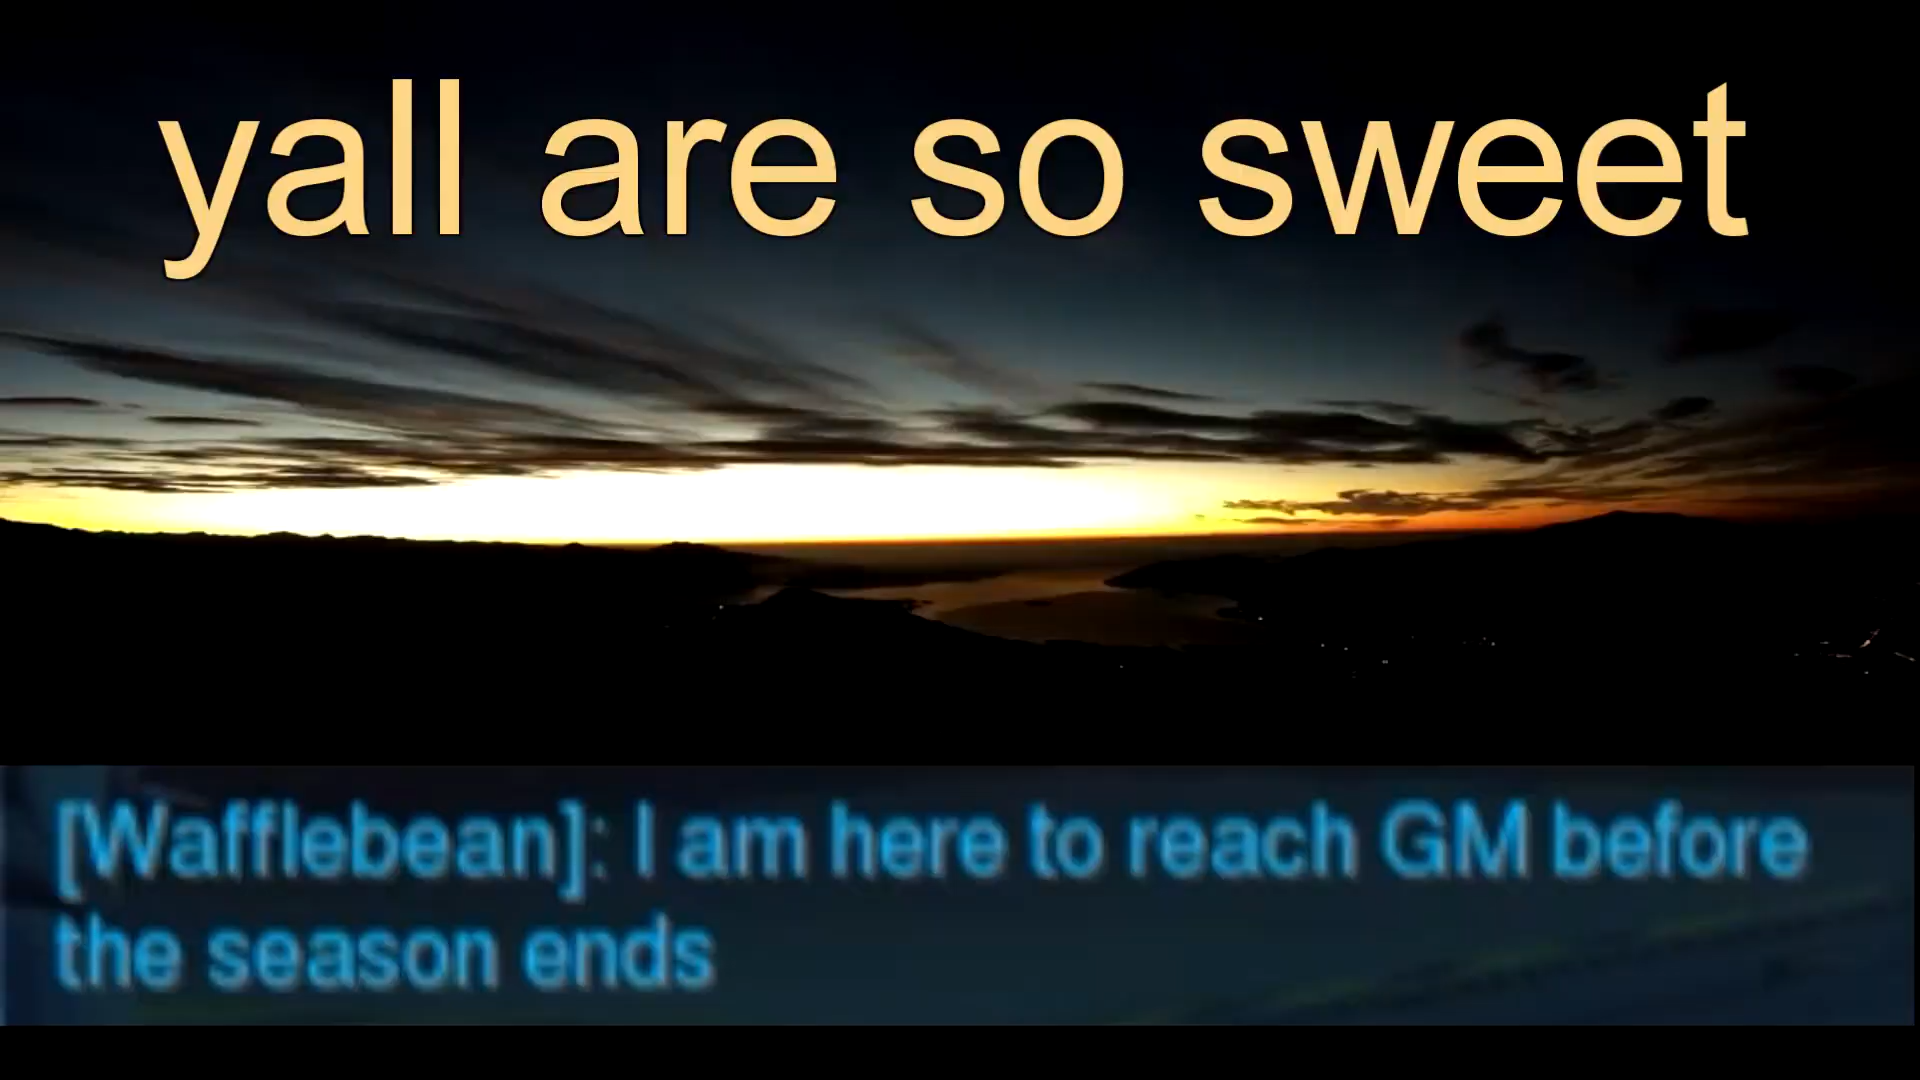 yall are so sweet
[Wafflebean]: I am here to reach GM before
the season ends